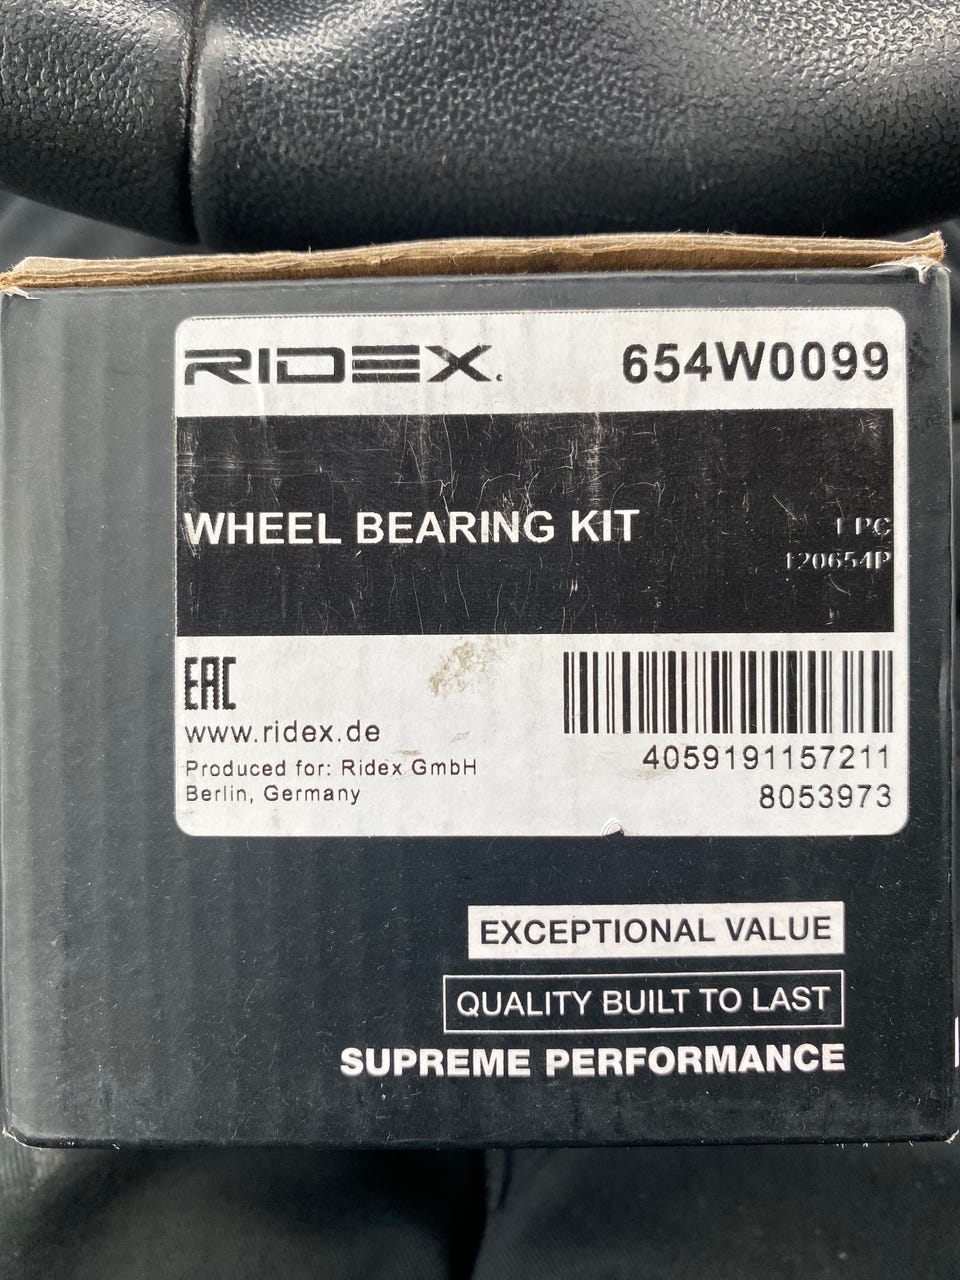 RIDEX
654W0099
WHEEL BEARING KIT
1 PC
120654P
EAC
www.ridex.de
Produced for: Ridex GmbH
Berlin, Germany
4059191157211
8053973
EXCEPTIONAL VALUE
QUALITY BUILT TO LAST
SUPREME PERFORMANCE